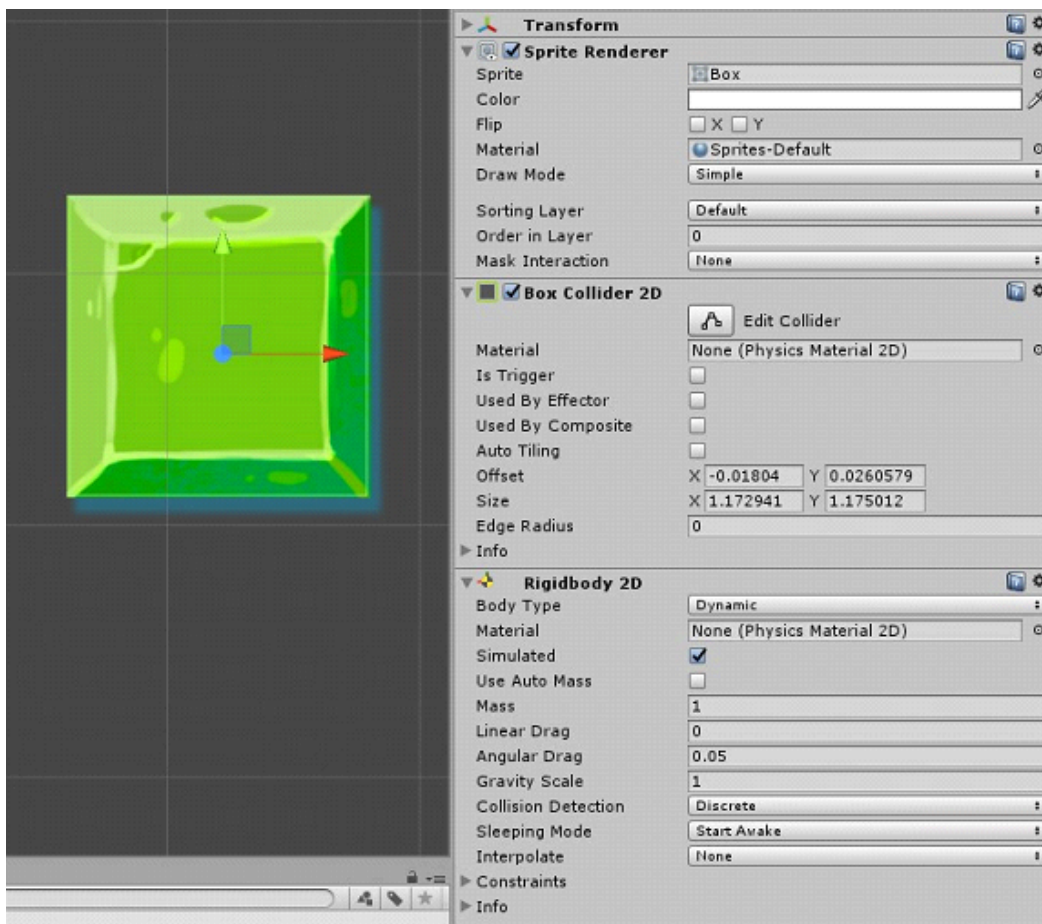 Transform
Sprite Renderer
Sprite Box
Color
Flip X Y
Material Sprites-Default
Draw Mode Simple
Sorting Layer Default
Order in Layer 0
Mask Interaction None
Box Collider 2D
Edit Collider
Material None (Physics Material 2D)
Is Trigger
Used By Effector
Used By Composite
Auto Tiling
Offset X -0.01804 Y 0.0260579
Size X 1.172941 Y 1.175012
Edge Radius 0
Info
Rigidbody 2D
Body Type Dynamic
Material None (Physics Material 2D)
Simulated
Use Auto Mass
Mass 1
Linear Drag 0
Angular Drag 0.05
Gravity Scale 1
Collision Detection Discrete
Sleeping Mode Start Awake
Interpolate None
Constraints
Info